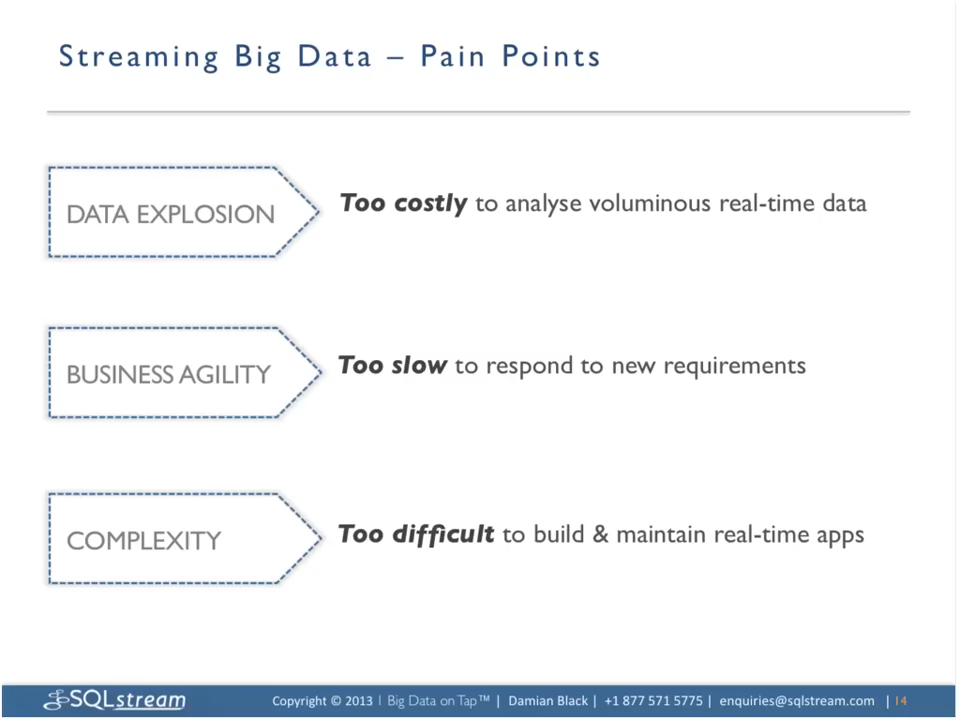 Streaming Big Data – Pain Points
DATA EXPLOSION
Too costly to analyse voluminous real-time data
BUSINESS AGILITY
Too slow to respond to new requirements
COMPLEXITY
Too difficult to build & maintain real-time apps
SQLstream
Copyright © 2013 | Big Data on Tap™ | Damian Black | +1 877 571 5775 | enquiries@sqlstream.com | 14